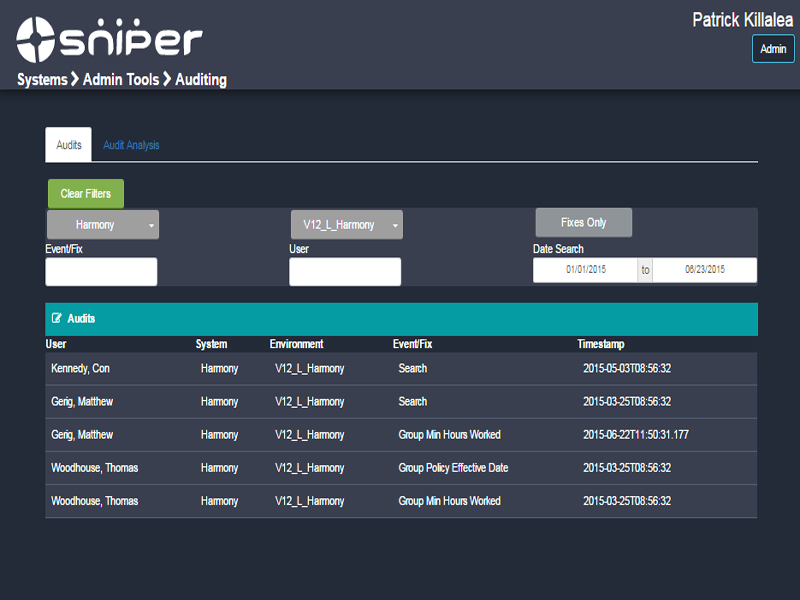 Patrick Killalea
sniper
Admin
Systems ❯ Admin Tools ❯ Auditing
Audits Audit Analysis
Clear Filters
Harmony V12_L_Harmony Fixes Only
Event/Fix User Date Search
01/01/2015 to 06/23/2015
Audits
User System Environment Event/Fix Timestamp
Kennedy, Con Harmony V12_L_Harmony Search 2015-05-03T08:56:32
Gerig, Matthew Harmony V12_L_Harmony Search 2015-03-25T08:56:32
Gerig, Matthew Harmony V12_L_Harmony Group Min Hours Worked 2015-06-22T11:50:31.177
Woodhouse, Thomas Harmony V12_L_Harmony Group Policy Effective Date 2015-03-25T08:56:32
Woodhouse, Thomas Harmony V12_L_Harmony Group Min Hours Worked 2015-03-25T08:56:32